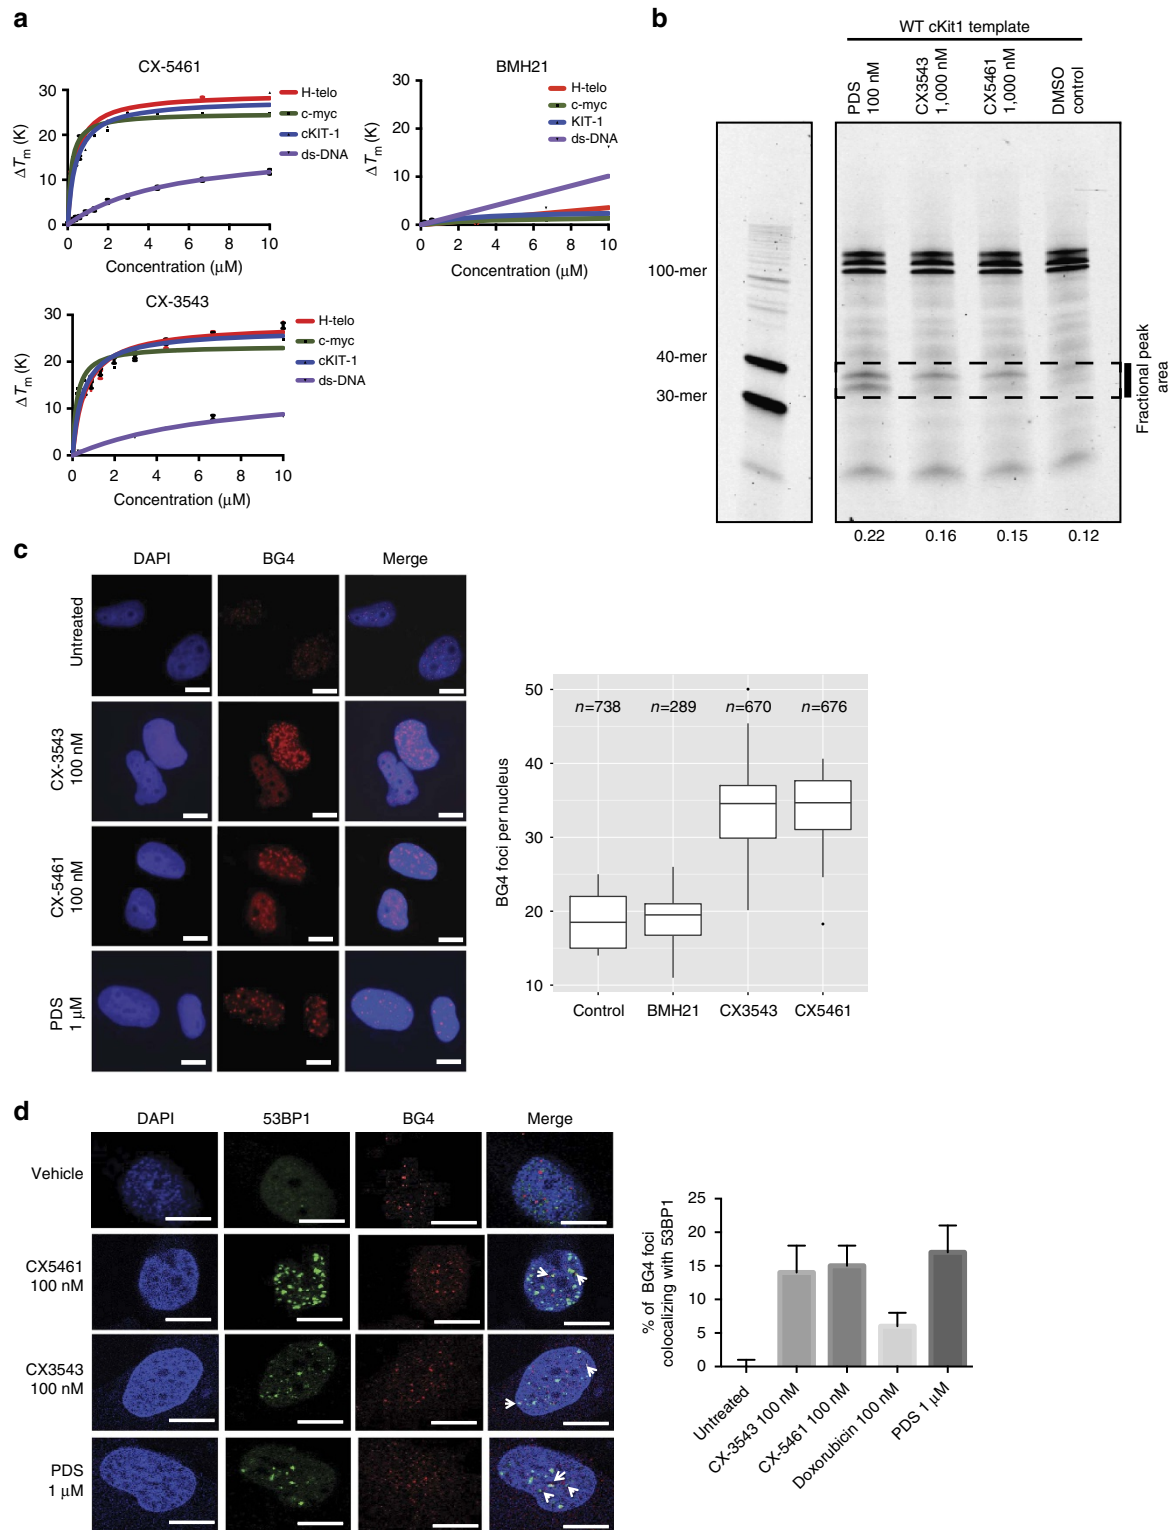 a
CX-5461
30
20
10
0
ΔTm (K)
0 2 4 6 8 10
Concentration (μM)
H-telo
c-myc
cKIT-1
ds-DNA
BMH21
30
20
10
0
ΔTm (K)
0 2 4 6 8 10
Concentration (μM)
H-telo
c-myc
KIT-1
ds-DNA
CX-3543
30
20
10
0
ΔTm (K)
0 2 4 6 8 10
Concentration (μM)
H-telo
c-myc
cKIT-1
ds-DNA
b
WT cKit1 template
PDS
100 nM
CX3543
1,000 nM
CX5461
1,000 nM
DMSO
control
100-mer
40-mer
30-mer
Fractional peak
area
0.22 0.16 0.15 0.12
c
DAPI BG4 Merge
Untreated
CX-3543
100 nM
CX-5461
100 nM
PDS
1 μM
50
40
30
20
10
BG4 foci per nucleus
n=738 n=289 n=670 n=676
Control BMH21 CX3543 CX5461
d
DAPI 53BP1 BG4 Merge
Vehicle
CX5461
100 nM
CX3543
100 nM
PDS
1 μM
% of BG4 foci
colocalizing with 53BP1
25
20
15
10
5
0
Untreated
CX-3543 100 nM
CX-5461 100 nM
Doxorubicin 100 nM
PDS 1 μM